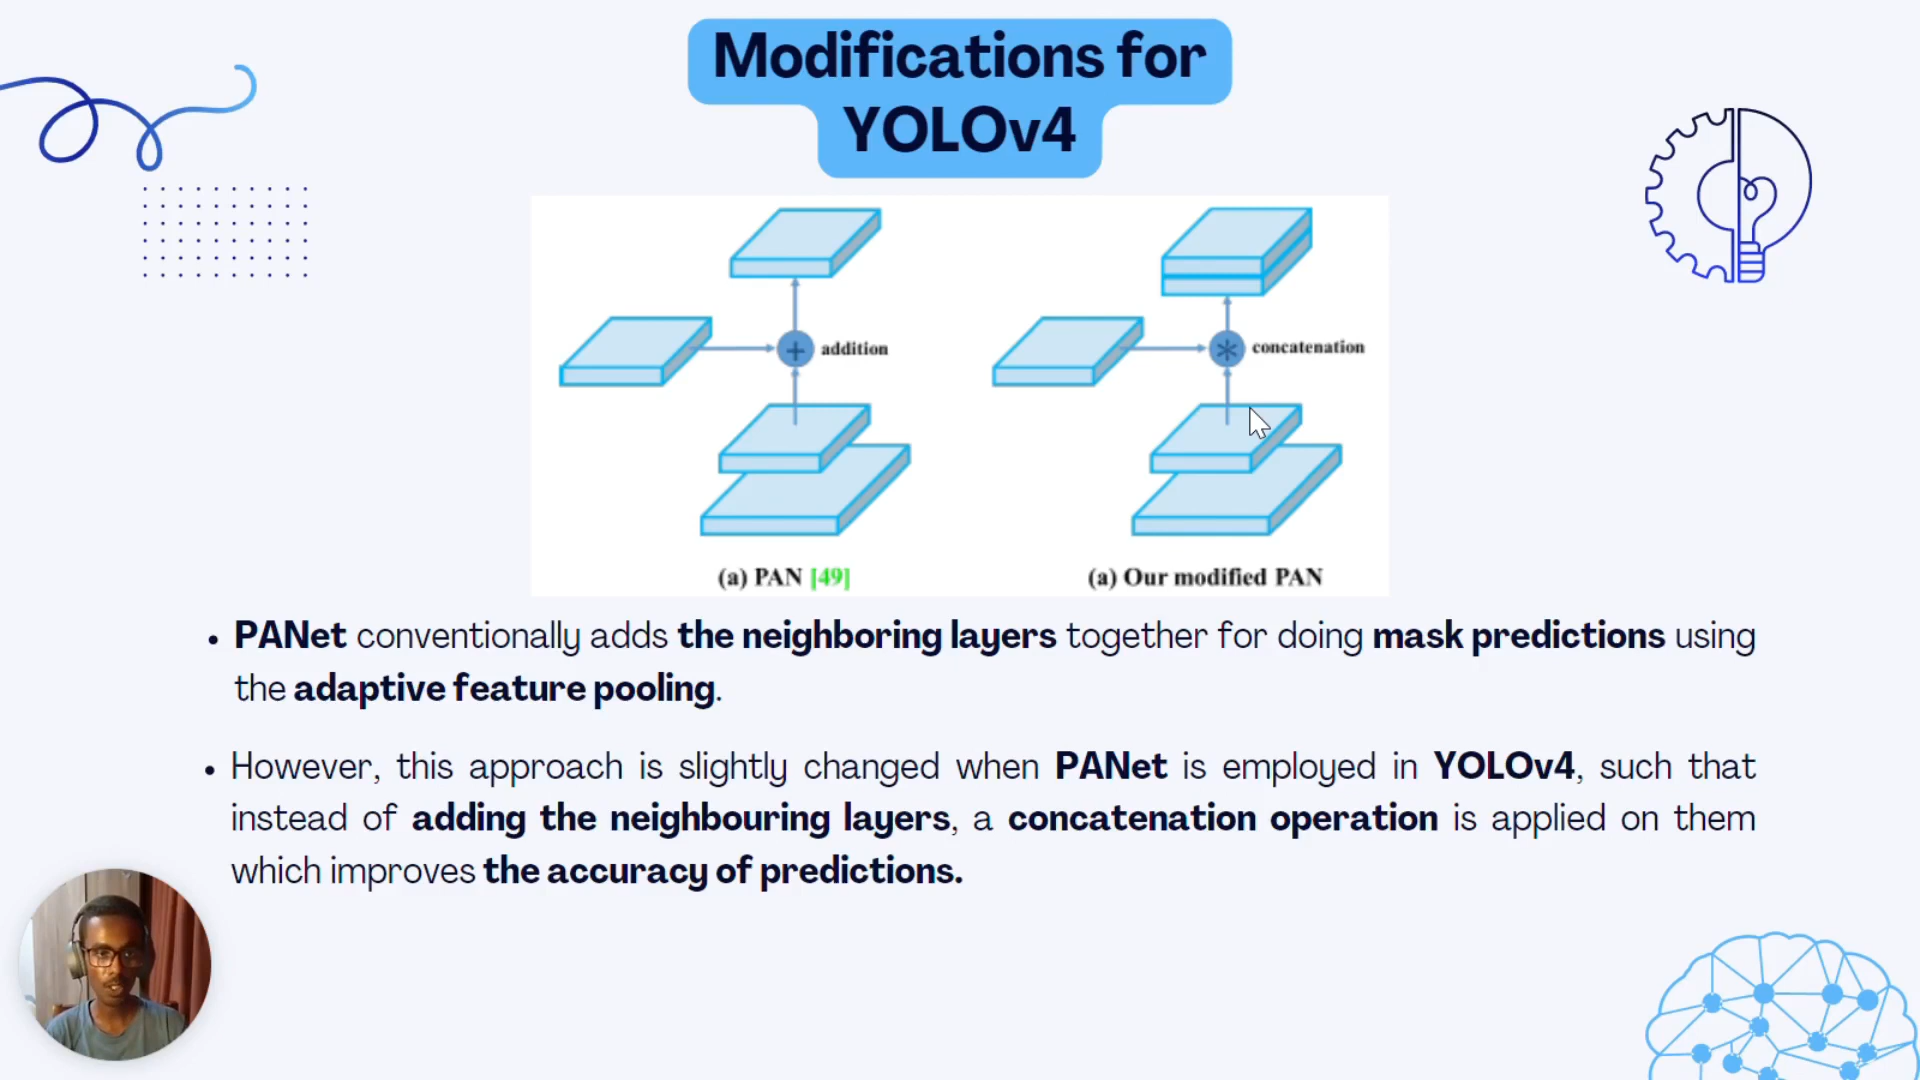 Modifications for
YOLOv4
addition
concatenation
(a) PAN [49]
(a) Our modified PAN
• PANet conventionally adds the neighboring layers together for doing mask predictions using
the adaptive feature pooling.
• However, this approach is slightly changed when PANet is employed in YOLOv4, such that
instead of adding the neighbouring layers, a concatenation operation is applied on them
which improves the accuracy of predictions.